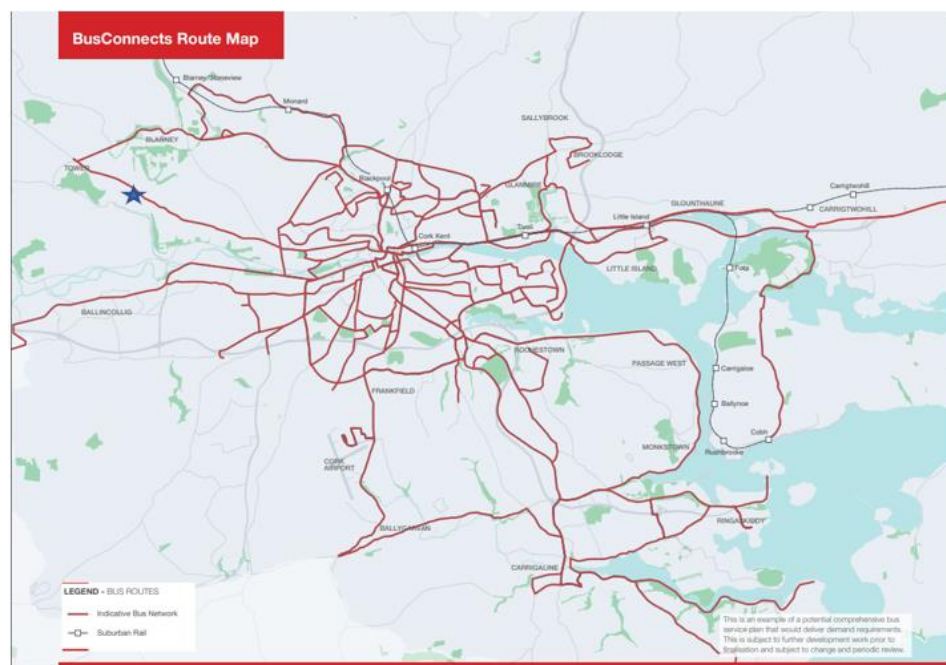 BusConnects Route Map
Blarney/Stoneview
Monard
SALLYBROOK
BLARNEY
BROOKLODGE
TOWER
Blackpool
GLANMIRE
Carrigtwohill
GLOUNTHAUNE
CARRIGTWOHILL
Little Island
Tivoli
Cork Kent
LITTLE ISLAND
Fota
BALLINCOLLIG
ROCHESTOWN
PASSAGE WEST
Carrigaloe
FRANKFIELD
Ballynoe
MONKSTOWN
Cobh
Rushbrooke
CORK
AIRPORT
RINGASKIDDY
BALLYGARVAN
CARRIGALINE
LEGEND - BUS ROUTES
Indicative Bus Network
Suburban Rail
This is an example of a potential comprehensive bus
service plan that would deliver demand requirements.
This is subject to further development work prior to
finalisation and subject to change and periodic review.